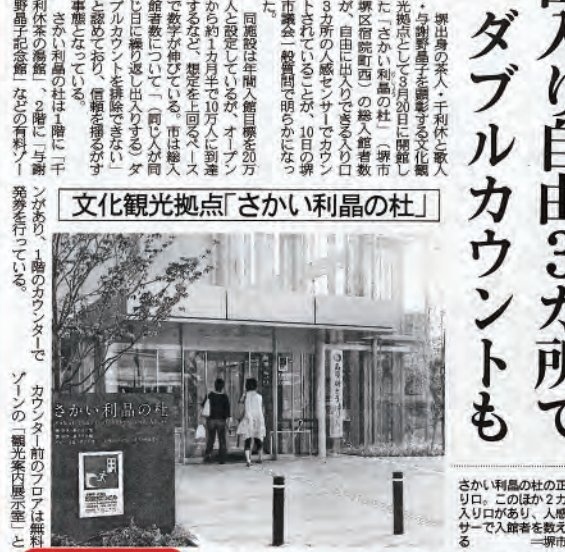 入り自由3カ所で
ダブルカウントも
堺出身の茶人・千利休と歌人
・与謝野晶子を顕彰する文化観
光拠点として3月20日に開館し
た「さかい利晶の杜」(堺市
堺区宿院町西)の総入館者数
が、自由に出入りできる入り口
3カ所の人感センサーでカウン
トされていることが、10日の堺
市議会一般質問で明らかになっ
た。
同施設は年間入館目標を20万
人と設定しているが、オープン
から約1カ月半で10万人に到達
するなど、想定を上回るペース
で数字が伸びている。市は総入
館者数について「(同じ人が同
じ日に繰り返し出入りする)ダ
ブルカウントを排除できない」
と認めており、信頼を揺るがす
事態となっている。
さかい利晶の杜は1階に「千
利休茶の湯館」、2階に「与謝
野晶子記念館」などの有料ゾー
ンがあり、1階のカウンターで
発券を行っている。
カウンター前のフロアは無料
ゾーンの「観光案内展示室」と
文化観光拠点「さかい利晶の杜」
さかい利晶の杜
さかい利晶の杜の正
り口。このほか2カ
入り口があり、人感
サーで入館者を数え
る =堺市